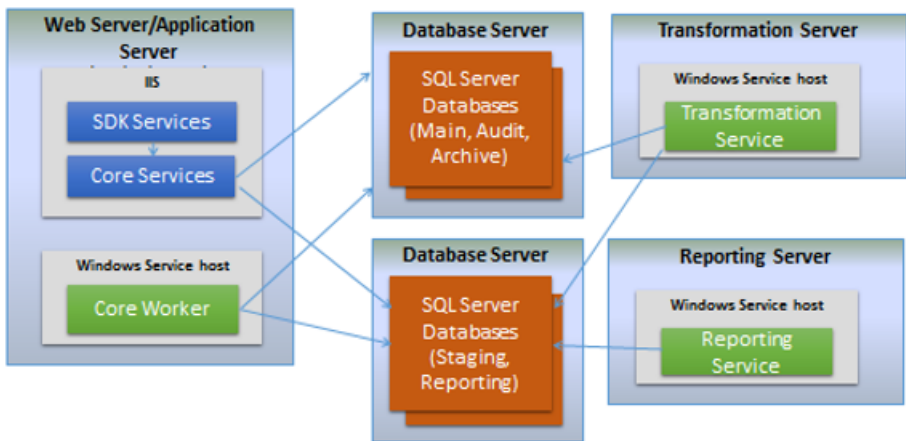 Web Server/Application
Server
IIS
SDK Services
Core Services
Windows Service host
Core Worker
Database Server
SQL Server
Databases
(Main, Audit,
Archive)
Database Server
SQL Server
Databases
(Staging,
Reporting)
Transformation Server
Windows Service host
Transformation
Service
Reporting Server
Windows Service host
Reporting
Service